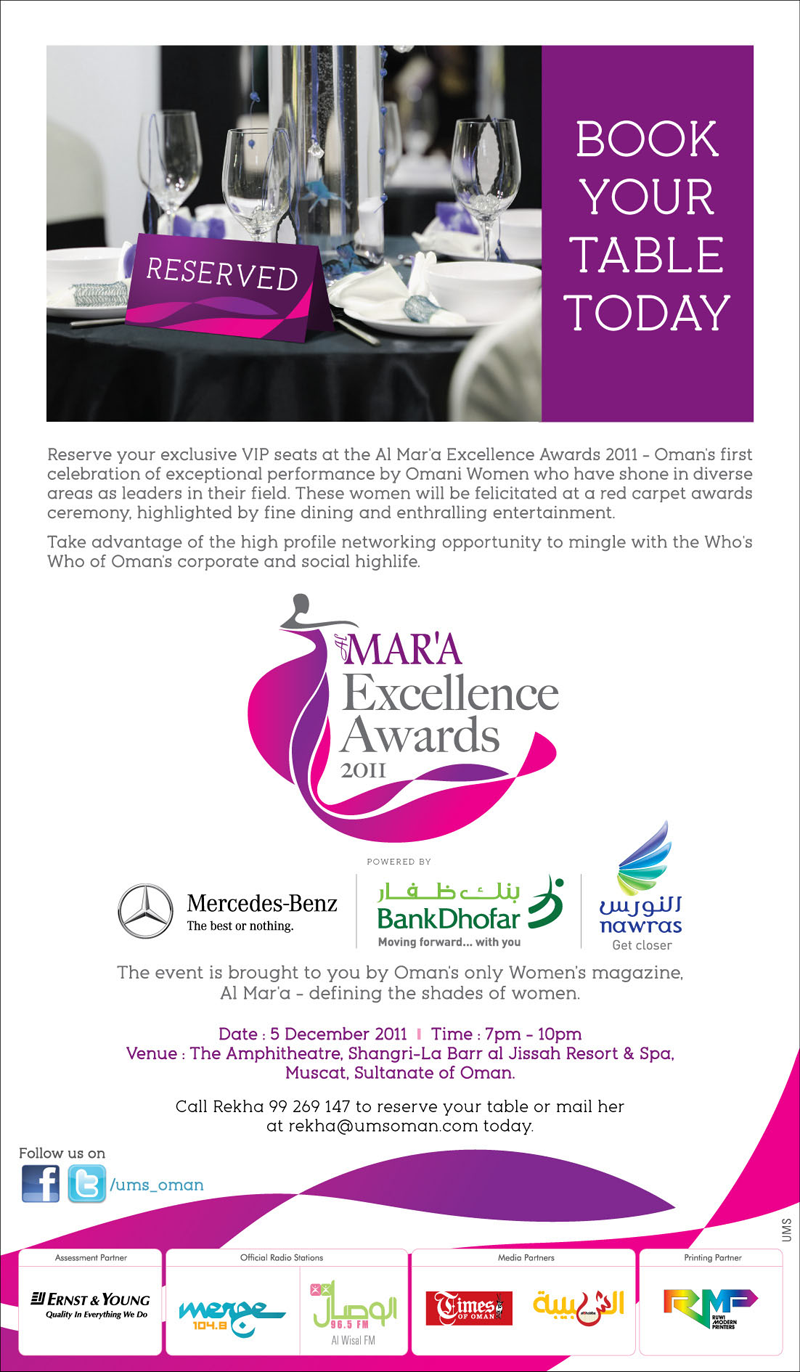 RESERVED
BOOK
YOUR
TABLE
TODAY
Reserve your exclusive VIP seats at the Al Mar'a Excellence Awards 2011 - Oman's first
celebration of exceptional performance by Omani Women who have shone in diverse
areas as leaders in their field. These women will be felicitated at a red carpet awards
ceremony, highlighted by fine dining and enthralling entertainment.
Take advantage of the high profile networking opportunity to mingle with the Who's
Who of Oman's corporate and social highlife.
Al MAR'A
Excellence
Awards
2011
POWERED BY
Mercedes-Benz
The best or nothing.
بنك ظفار
BankDhofar
Moving forward... with you
النورس
nawras
Get closer
The event is brought to you by Oman's only Women's magazine,
Al Mar'a - defining the shades of women.
Date : 5 December 2011 | Time : 7pm - 10pm
Venue : The Amphitheatre, Shangri-La Barr al Jissah Resort & Spa,
Muscat, Sultanate of Oman.
Call Rekha 99 269 147 to reserve your table or mail her
at rekha@umsoman.com today.
Follow us on
/ums_oman
UMS
Assessment Partner
ERNST & YOUNG
Quality In Everything We Do
Official Radio Stations
merge
104.8
الوصال
96.5 FM
Al Wisal FM
Media Partners
Times
OF OMAN
الشبيبة
Printing Partner
RMP
RUWI
MODERN
PRINTERS